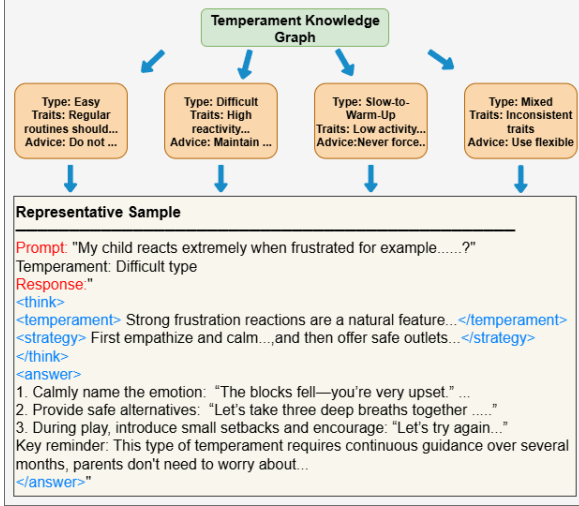 Temperament Knowledge
Graph
Type: Easy
Traits: Regular
routines should...
Advice: Do not ...
Type: Difficult
Traits: High
reactivity...
Advice: Maintain ...
Type: Slow-to-
Warm-Up
Traits: Low activity...
Advice:Never force..
Type: Mixed
Traits: Inconsistent
traits
Advice: Use flexible
Representative Sample
Prompt: "My child reacts extremely when frustrated for example......?"
Temperament: Difficult type
Response:"
<think>
<temperament> Strong frustration reactions are a natural feature...</temperament>
<strategy> First empathize and calm...,and then offer safe outlets...</strategy>
</think>
<answer>
1. Calmly name the emotion: “The blocks fell—you’re very upset.” ...
2. Provide safe alternatives: “Let’s take three deep breaths together .....”
3. During play, introduce small setbacks and encourage: “Let’s try again...”
Key reminder: This type of temperament requires continuous guidance over several
months, parents don't need to worry about...
</answer>"